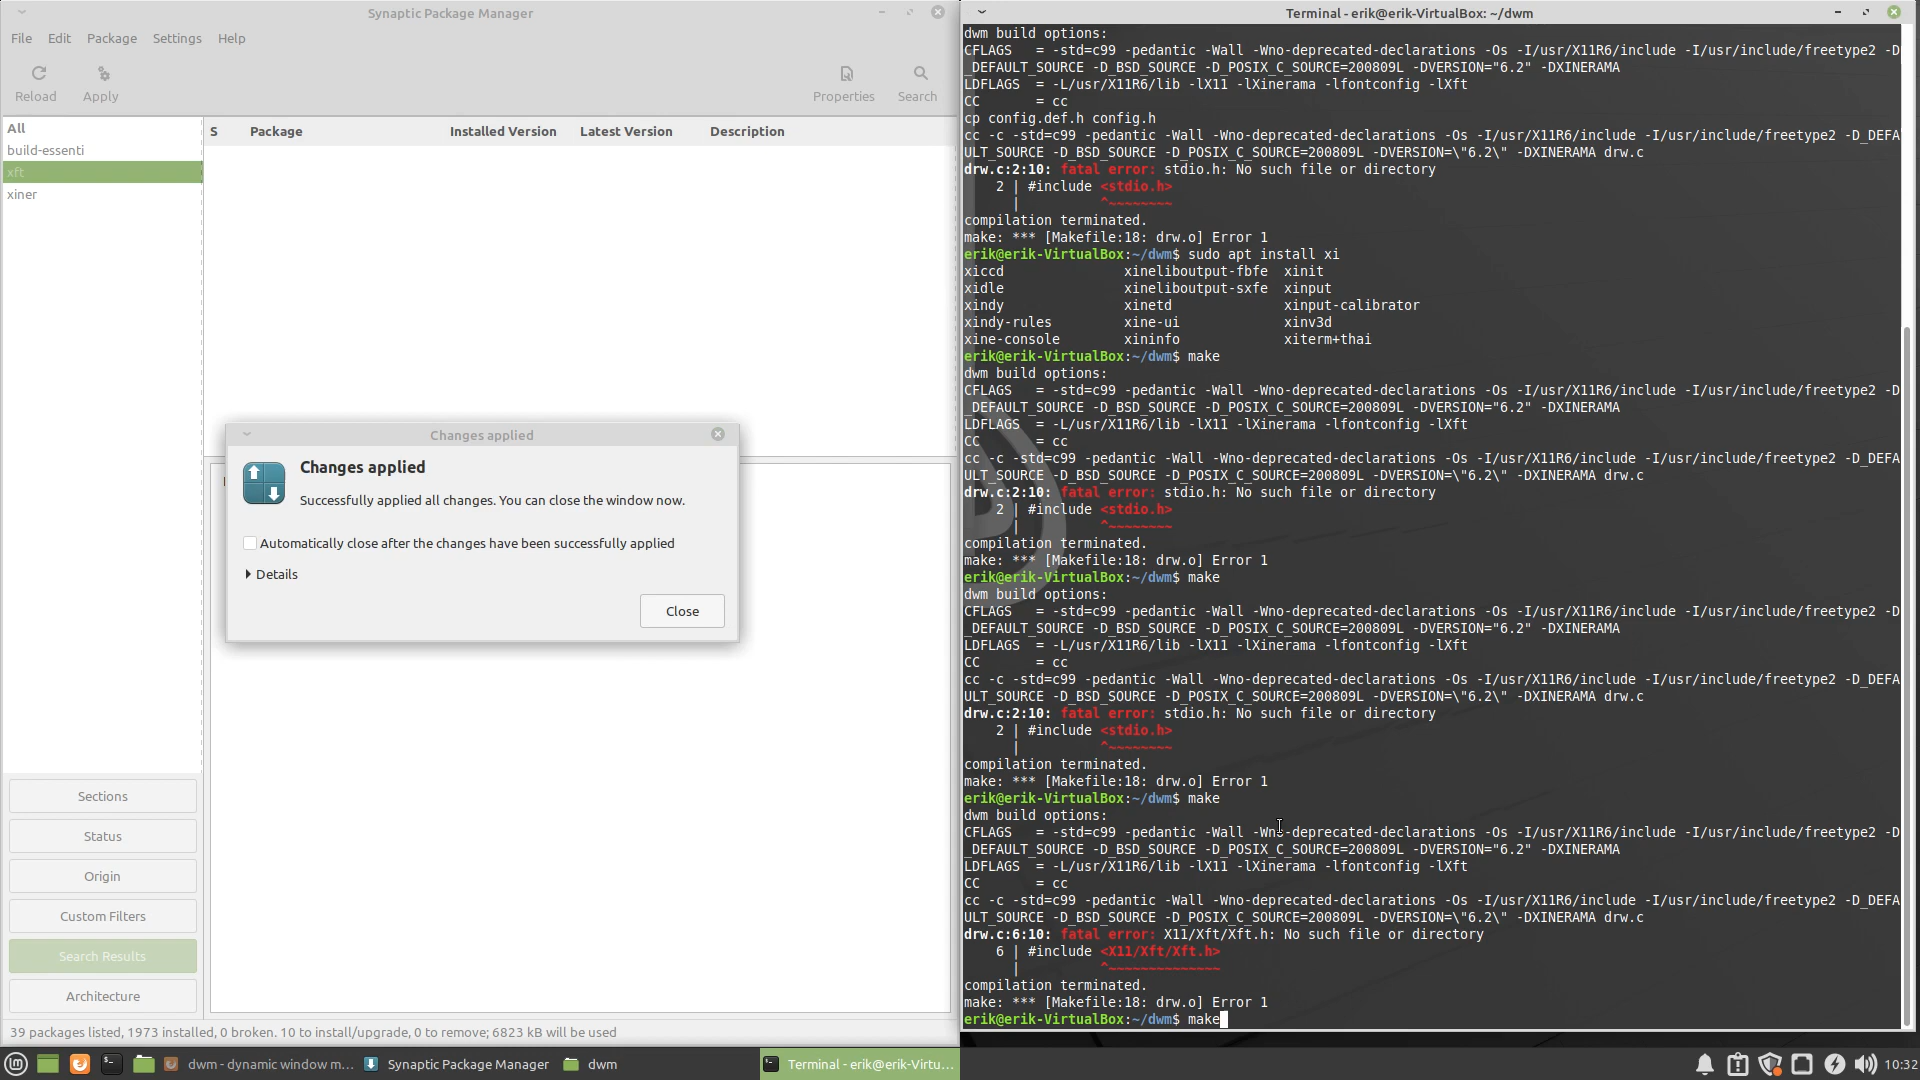 Synaptic Package Manager
File Edit Package Settings Help
Reload Apply Properties Search
All
build-essenti
xft
xiner
S Package Installed Version Latest Version Description
Changes applied
Changes applied
Successfully applied all changes. You can close the window now.
Automatically close after the changes have been successfully applied
Details
Close
Sections
Status
Origin
Custom Filters
Search Results
Architecture
39 packages listed, 1973 installed, 0 broken. 10 to install/upgrade, 0 to remove; 6823 kB will be used
Terminal - erik@erik-VirtualBox: ~/dwm
dwm build options:
CFLAGS   = -std=c99 -pedantic -Wall -Wno-deprecated-declarations -Os -I/usr/X11R6/include -I/usr/include/freetype2 -D
_DEFAULT_SOURCE -D_BSD_SOURCE -D_POSIX_C_SOURCE=200809L -DVERSION="6.2" -DXINERAMA
LDFLAGS  = -L/usr/X11R6/lib -lX11 -lXinerama -lfontconfig -lXft
CC       = cc
cp config.def.h config.h
cc -c -std=c99 -pedantic -Wall -Wno-deprecated-declarations -Os -I/usr/X11R6/include -I/usr/include/freetype2 -D_DEFA
ULT_SOURCE -D_BSD_SOURCE -D_POSIX_C_SOURCE=200809L -DVERSION=\"6.2\" -DXINERAMA drw.c
drw.c:2:10: fatal error: stdio.h: No such file or directory
2 | #include <stdio.h>
| ^~~~~~~~~
compilation terminated.
make: *** [Makefile:18: drw.o] Error 1
erik@erik-VirtualBox:~/dwm$ sudo apt install xi
xiccd xineliboutput-fbfe xinit
xidle xineliboutput-sxfe xinput
xindy xinetd xinput-calibrator
xindy-rules xine-ui xinv3d
xine-console xininfo xiterm+thai
erik@erik-VirtualBox:~/dwm$ make
dwm build options:
CFLAGS   = -std=c99 -pedantic -Wall -Wno-deprecated-declarations -Os -I/usr/X11R6/include -I/usr/include/freetype2 -D
_DEFAULT_SOURCE -D_BSD_SOURCE -D_POSIX_C_SOURCE=200809L -DVERSION="6.2" -DXINERAMA
LDFLAGS  = -L/usr/X11R6/lib -lX11 -lXinerama -lfontconfig -lXft
CC       = cc
cc -c -std=c99 -pedantic -Wall -Wno-deprecated-declarations -Os -I/usr/X11R6/include -I/usr/include/freetype2 -D_DEFA
ULT_SOURCE -D_BSD_SOURCE -D_POSIX_C_SOURCE=200809L -DVERSION=\"6.2\" -DXINERAMA drw.c
drw.c:2:10: fatal error: stdio.h: No such file or directory
2 | #include <stdio.h>
| ^~~~~~~~~
compilation terminated.
make: *** [Makefile:18: drw.o] Error 1
erik@erik-VirtualBox:~/dwm$ make
dwm build options:
CFLAGS   = -std=c99 -pedantic -Wall -Wno-deprecated-declarations -Os -I/usr/X11R6/include -I/usr/include/freetype2 -D
_DEFAULT_SOURCE -D_BSD_SOURCE -D_POSIX_C_SOURCE=200809L -DVERSION="6.2" -DXINERAMA
LDFLAGS  = -L/usr/X11R6/lib -lX11 -lXinerama -lfontconfig -lXft
CC       = cc
cc -c -std=c99 -pedantic -Wall -Wno-deprecated-declarations -Os -I/usr/X11R6/include -I/usr/include/freetype2 -D_DEFA
ULT_SOURCE -D_BSD_SOURCE -D_POSIX_C_SOURCE=200809L -DVERSION=\"6.2\" -DXINERAMA drw.c
drw.c:2:10: fatal error: stdio.h: No such file or directory
2 | #include <stdio.h>
| ^~~~~~~~~
compilation terminated.
make: *** [Makefile:18: drw.o] Error 1
erik@erik-VirtualBox:~/dwm$ make
dwm build options:
CFLAGS   = -std=c99 -pedantic -Wall -Wno-deprecated-declarations -Os -I/usr/X11R6/include -I/usr/include/freetype2 -D
_DEFAULT_SOURCE -D_BSD_SOURCE -D_POSIX_C_SOURCE=200809L -DVERSION="6.2" -DXINERAMA
LDFLAGS  = -L/usr/X11R6/lib -lX11 -lXinerama -lfontconfig -lXft
CC       = cc
cc -c -std=c99 -pedantic -Wall -Wno-deprecated-declarations -Os -I/usr/X11R6/include -I/usr/include/freetype2 -D_DEFA
ULT_SOURCE -D_BSD_SOURCE -D_POSIX_C_SOURCE=200809L -DVERSION=\"6.2\" -DXINERAMA drw.c
drw.c:6:10: fatal error: X11/Xft/Xft.h: No such file or directory
6 | #include <X11/Xft/Xft.h>
| ^~~~~~~~~~~~~~~
compilation terminated.
make: *** [Makefile:18: drw.o] Error 1
erik@erik-VirtualBox:~/dwm$ make
dwm - dynamic window m... Synaptic Package Manager dwm Terminal - erik@erik-Virtu... 10:32